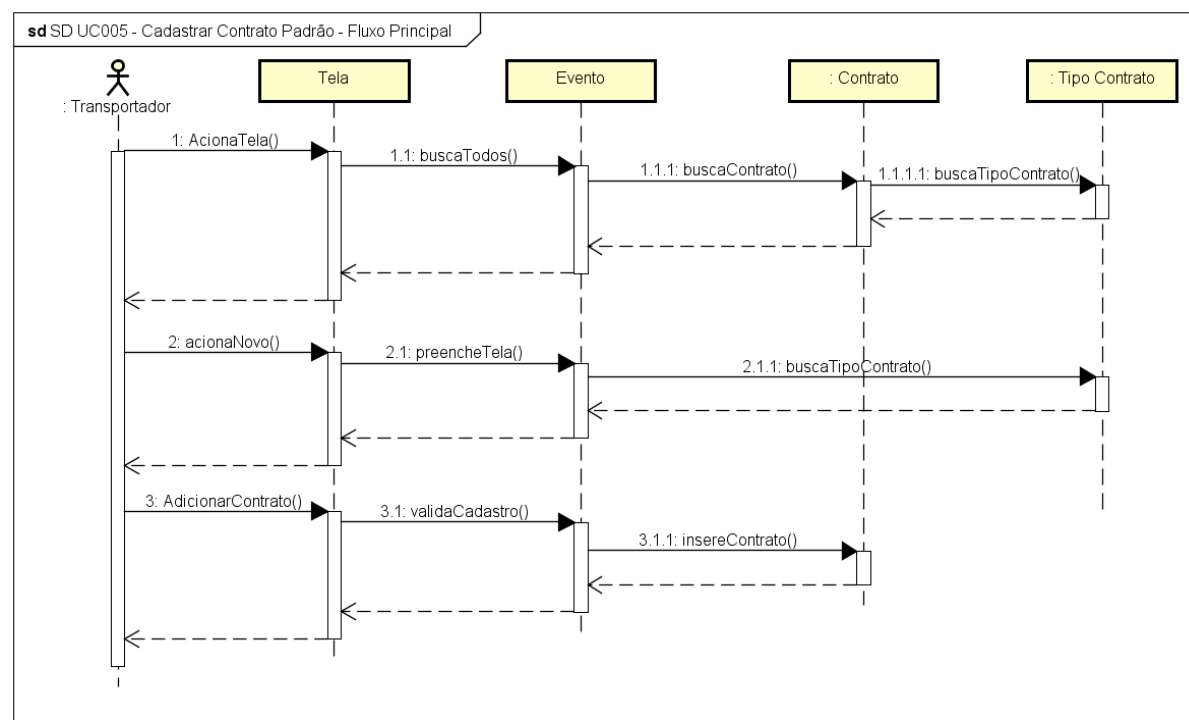 sd SD UC005 - Cadastrar Contrato Padrão - Fluxo Principal
: Transportador
Tela
Evento
: Contrato
: Tipo Contrato
1: AcionaTela()
1.1: buscaTodos()
1.1.1: buscaContrato()
1.1.1.1: buscaTipoContrato()
2: acionaNovo()
2.1: preencheTela()
2.1.1: buscaTipoContrato()
3: AdicionarContrato()
3.1: validaCadastro()
3.1.1: insereContrato()